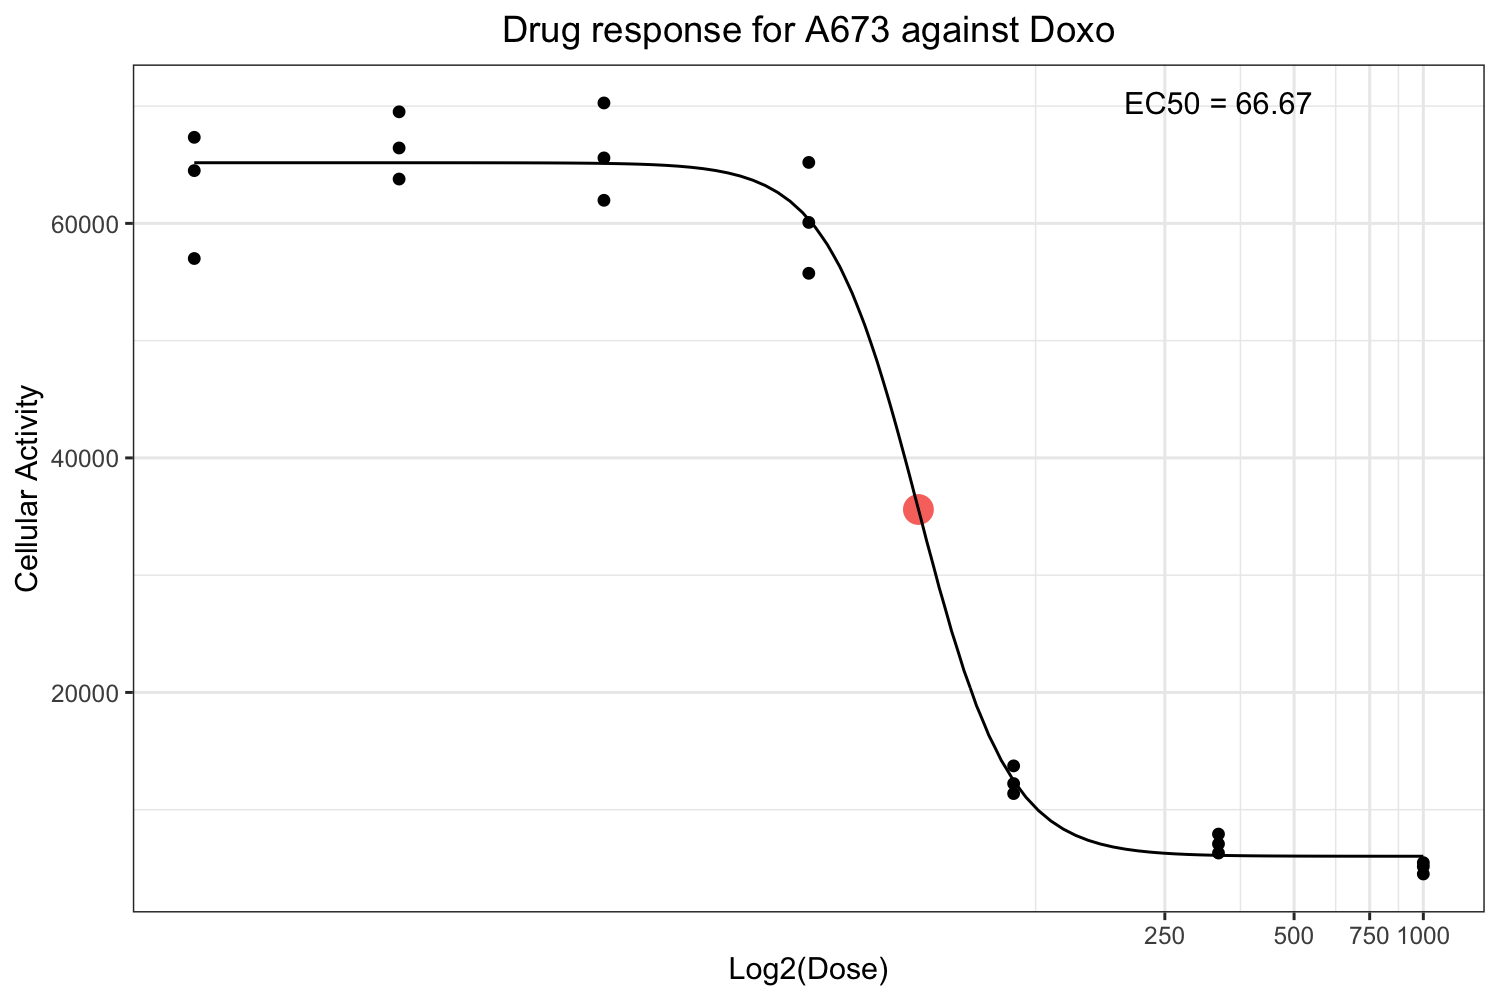 Drug response for A673 against Doxo
EC50 = 66.67
60000
40000
20000
Cellular Activity
250 500 750 1000
Log2(Dose)